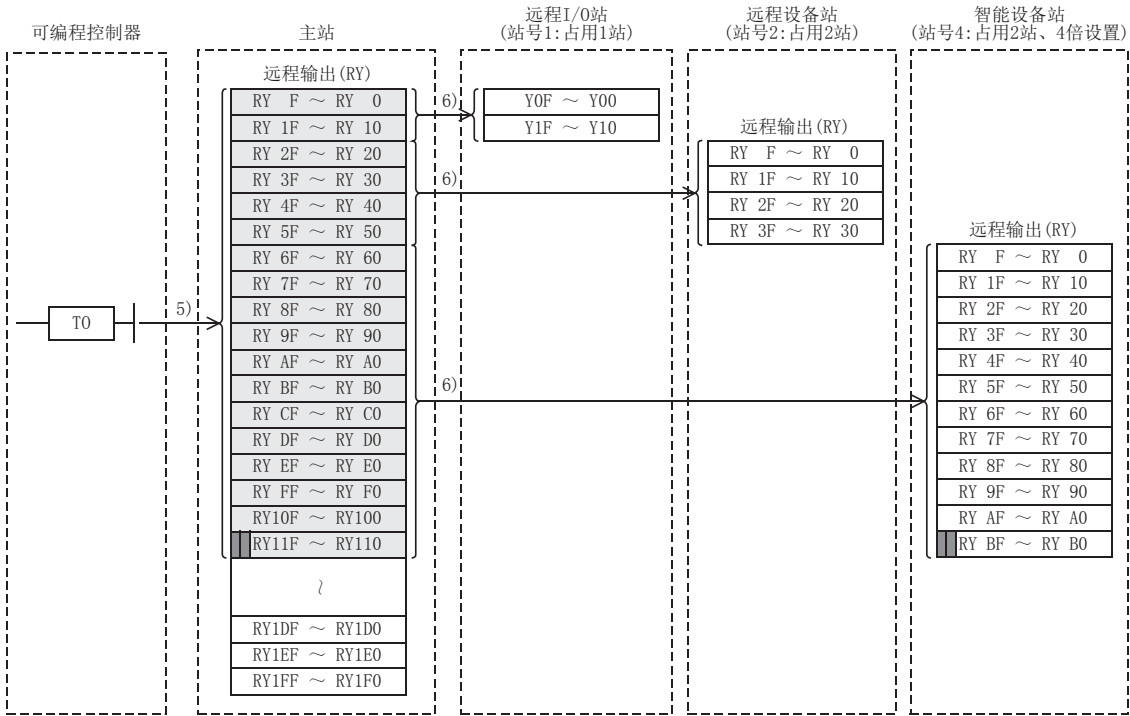 可编程控制器
主站
远程I/O站
(站号1:占用1站)
远程设备站
(站号2:占用2站)
智能设备站
(站号4:占用2站、4倍设置)
TO
5)
远程输出(RY)
RY  F ～ RY  0
RY 1F ～ RY 10
RY 2F ～ RY 20
RY 3F ～ RY 30
RY 4F ～ RY 40
RY 5F ～ RY 50
RY 6F ～ RY 60
RY 7F ～ RY 70
RY 8F ～ RY 80
RY 9F ～ RY 90
RY AF ～ RY A0
RY BF ～ RY B0
RY CF ～ RY C0
RY DF ～ RY D0
RY EF ～ RY E0
RY FF ～ RY F0
RY10F ～ RY100
RY11F ～ RY110
～
RY1DF ～ RY1D0
RY1EF ～ RY1E0
RY1FF ～ RY1F0
6)
Y0F ～ Y00
Y1F ～ Y10
6)
远程输出(RY)
RY  F ～ RY  0
RY 1F ～ RY 10
RY 2F ～ RY 20
RY 3F ～ RY 30
6)
远程输出(RY)
RY  F ～ RY  0
RY 1F ～ RY 10
RY 2F ～ RY 20
RY 3F ～ RY 30
RY 4F ～ RY 40
RY 5F ～ RY 50
RY 6F ～ RY 60
RY 7F ～ RY 70
RY 8F ～ RY 80
RY 9F ～ RY 90
RY AF ～ RY A0
RY BF ～ RY B0